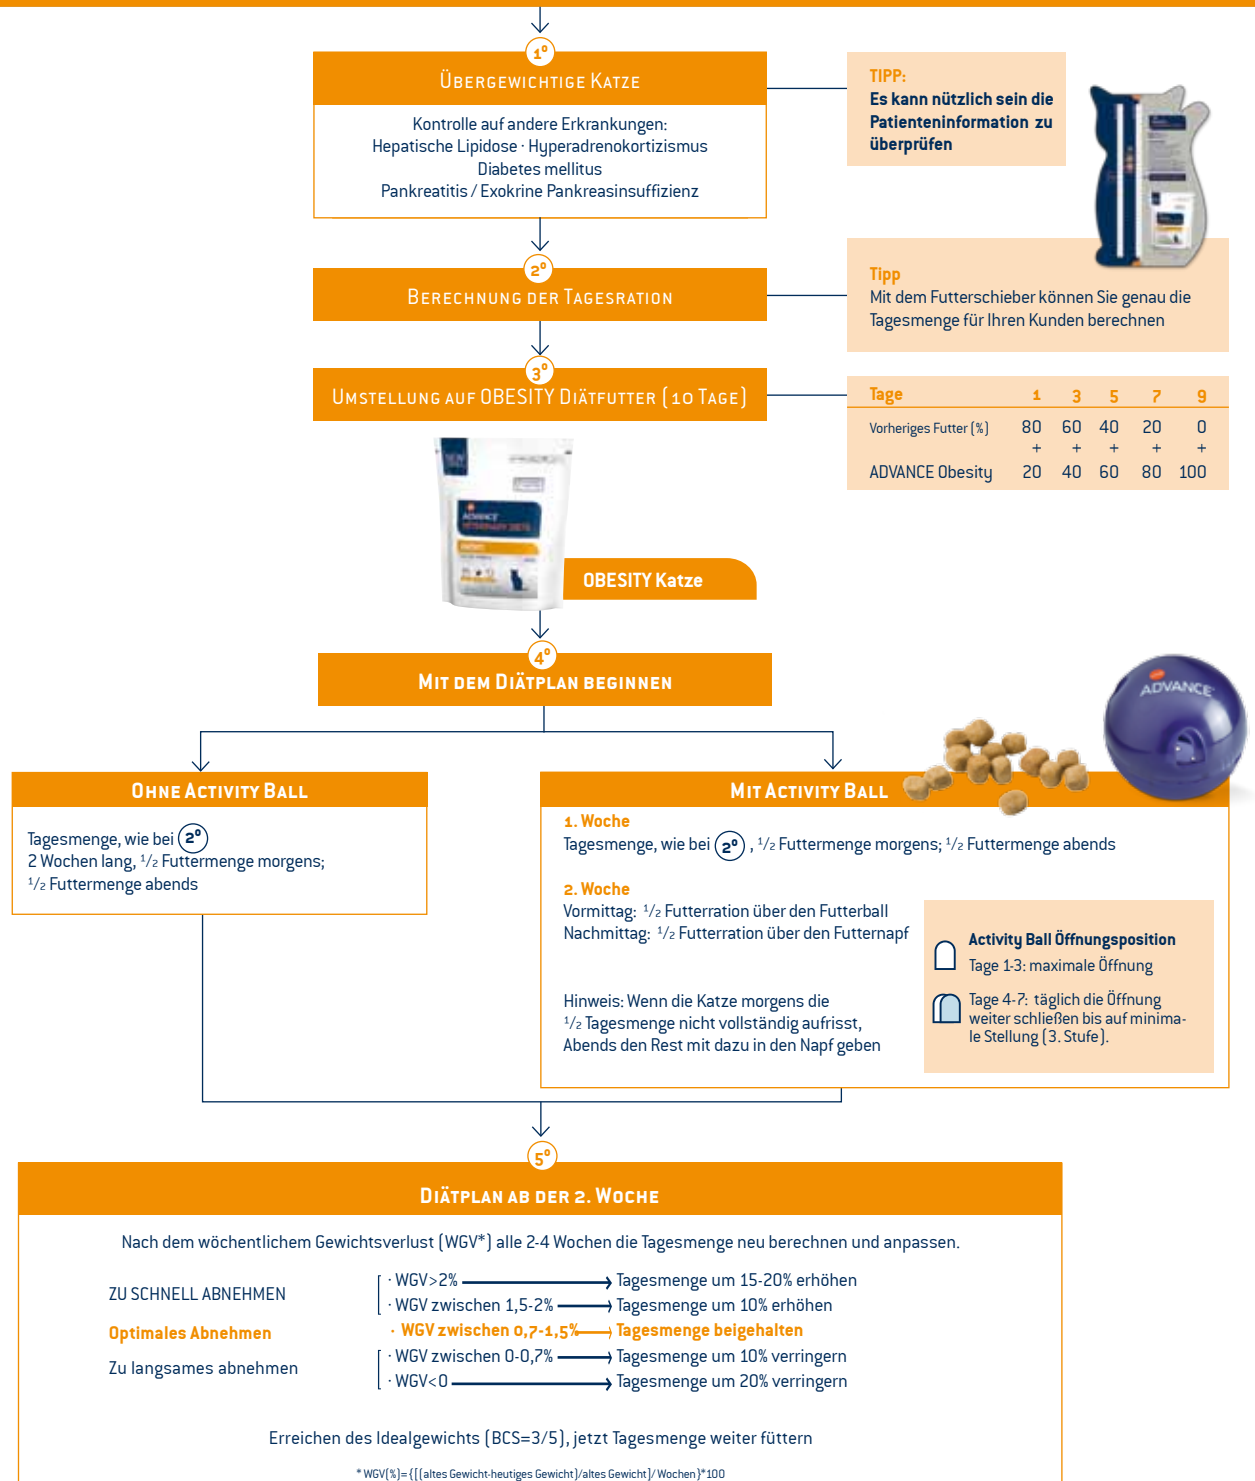 1º
ÜBERGEWICHTIGE KATZE
Kontrolle auf andere Erkrankungen:
Hepatische Lipidose · Hyperadrenokortizismus
Diabetes mellitus
Pankreatitis / Exokrine Pankreasinsuffizienz
TIPP:
Es kann nützlich sein die
Patienteninformation zu
überprüfen
2º
BERECHNUNG DER TAGESRATION
Tipp
Mit dem Futterschieber können Sie genau die
Tagesmenge für Ihren Kunden berechnen
3º
UMSTELLUNG AUF OBESITY DIÄTFUTTER (10 TAGE)
Tage 1 3 5 7 9
Vorheriges Futter (%) 80 60 40 20 0
+ + + + +
ADVANCE Obesity 20 40 60 80 100
ADVANCE
VETERINARY DIETS
OBESITY Katze
4º
MIT DEM DIÄTPLAN BEGINNEN
ADVANCE
OHNE ACTIVITY BALL
Tagesmenge, wie bei 2º
2 Wochen lang, 1/2 Futtermenge morgens;
1/2 Futtermenge abends
MIT ACTIVITY BALL
1. Woche
Tagesmenge, wie bei 2º , 1/2 Futtermenge morgens; 1/2 Futtermenge abends
2. Woche
Vormittag: 1/2 Futterration über den Futterball
Nachmittag: 1/2 Futterration über den Futternapf
Hinweis: Wenn die Katze morgens die
1/2 Tagesmenge nicht vollständig aufrisst,
Abends den Rest mit dazu in den Napf geben
Activity Ball Öffnungsposition
Tage 1-3: maximale Öffnung
Tage 4-7: täglich die Öffnung
weiter schließen bis auf minima-
le Stellung (3. Stufe).
5º
DIÄTPLAN AB DER 2. WOCHE
Nach dem wöchentlichem Gewichtsverlust (WGV*) alle 2-4 Wochen die Tagesmenge neu berechnen und anpassen.
ZU SCHNELL ABNEHMEN
· WGV>2% Tagesmenge um 15-20% erhöhen
· WGV zwischen 1,5-2% Tagesmenge um 10% erhöhen
Optimales Abnehmen · WGV zwischen 0,7-1,5% Tagesmenge beigehalten
Zu langsames abnehmen
· WGV zwischen 0-0,7% Tagesmenge um 10% verringern
· WGV<0 Tagesmenge um 20% verringern
Erreichen des Idealgewichts (BCS=3/5), jetzt Tagesmenge weiter füttern
* WGV(%)={[(altes Gewicht-heutiges Gewicht)/altes Gewicht]/Wochen}*100